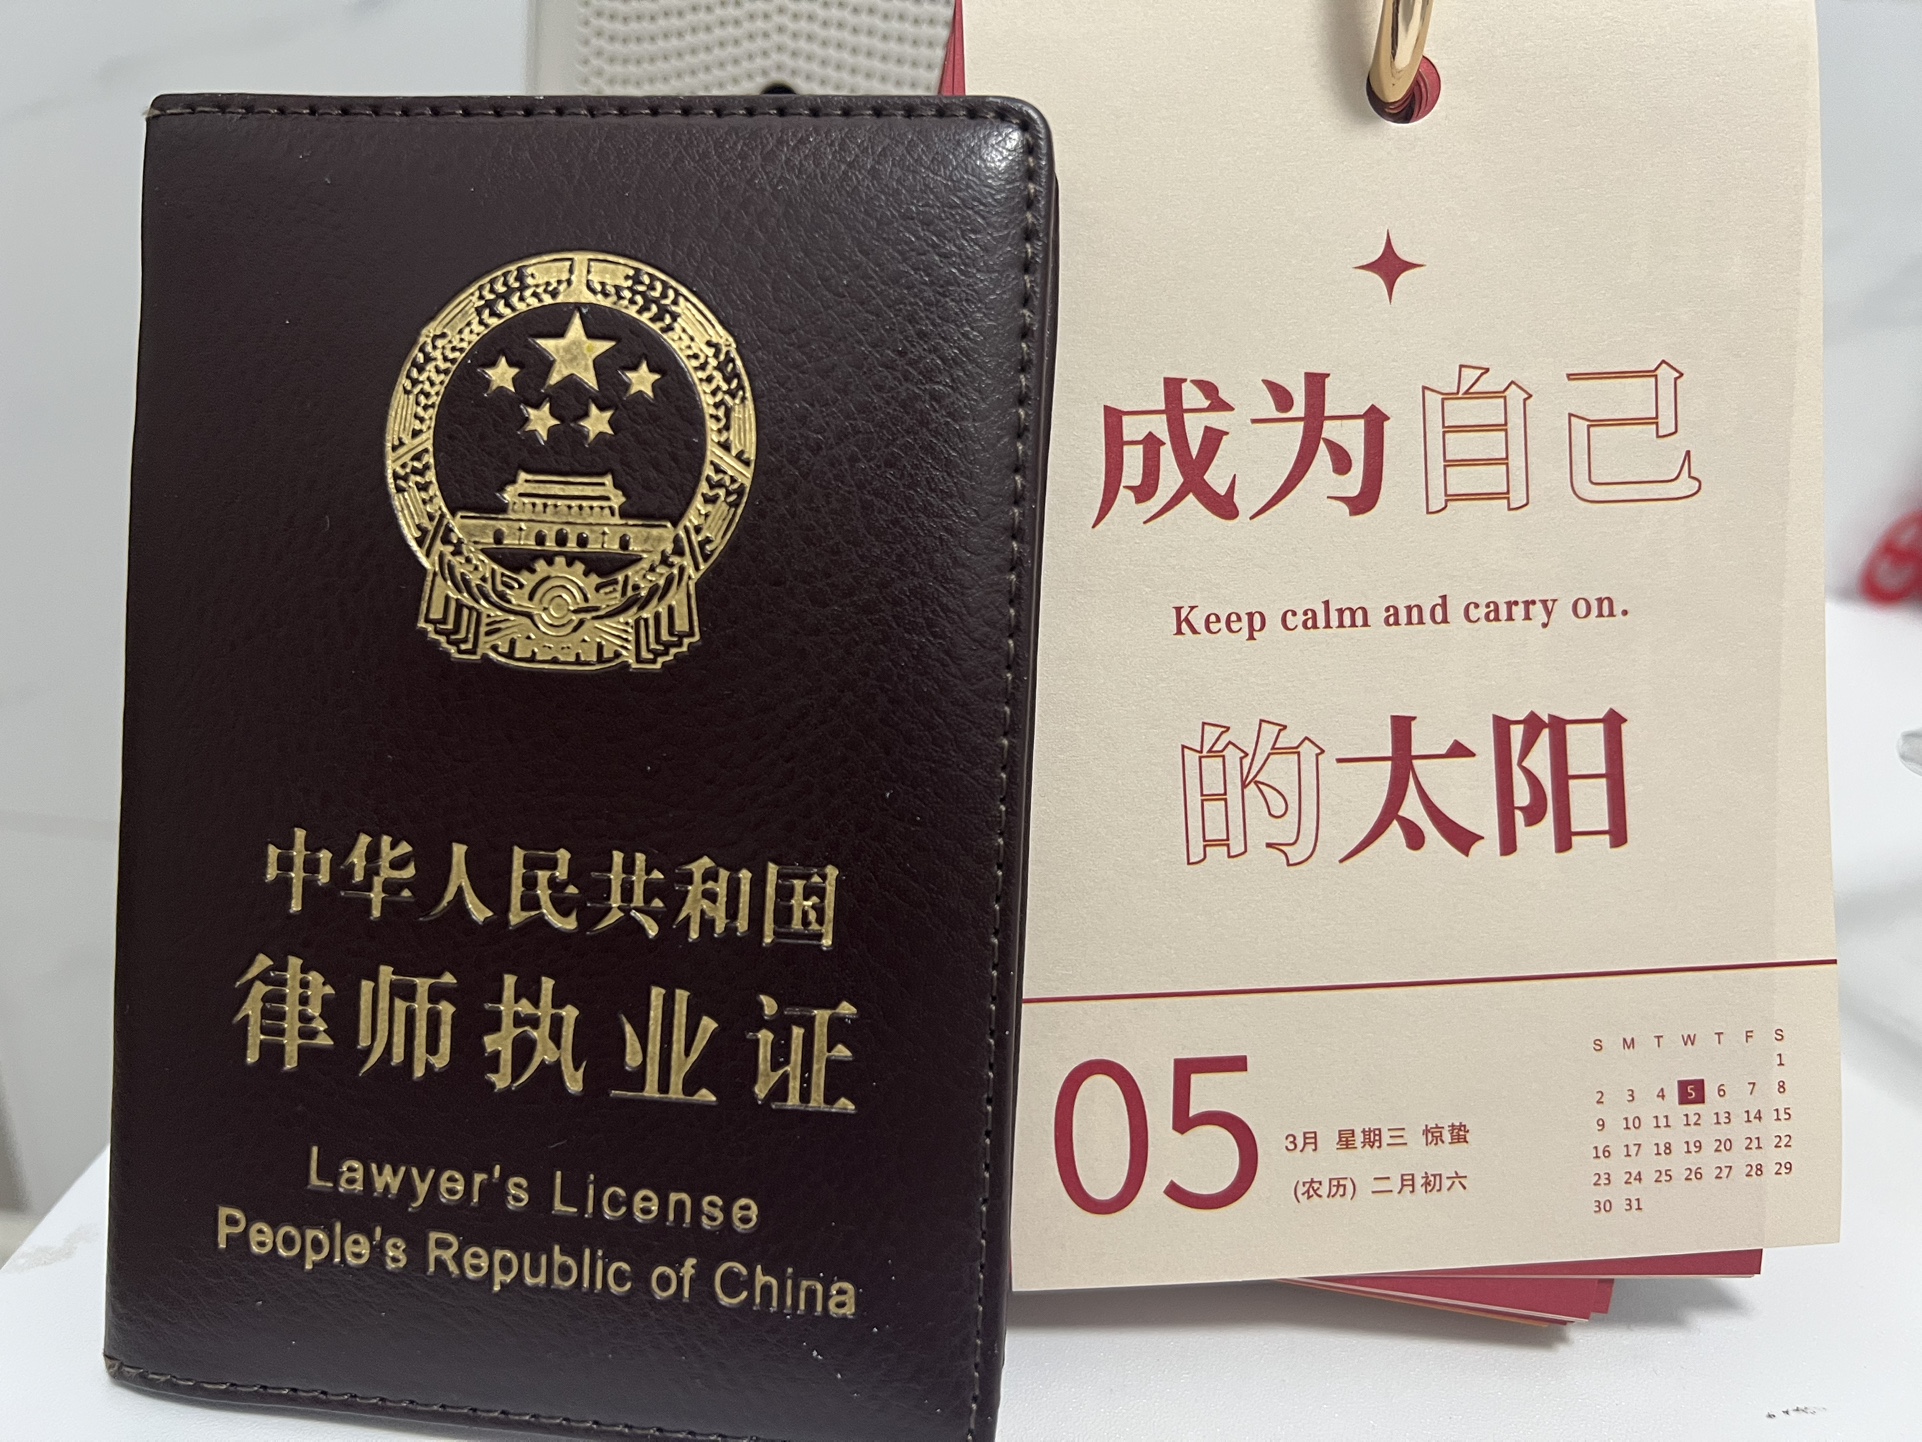 中华人民共和国
律师执业证
Lawyer's License
People's Republic of China
成为自己
Keep calm and carry on.
的太阳
05
3月 星期三 惊蛰
(农历) 二月初六
S M T W T F S
1
2 3 4 5 6 7 8
9 10 11 12 13 14 15
16 17 18 19 20 21 22
23 24 25 26 27 28 29
30 31